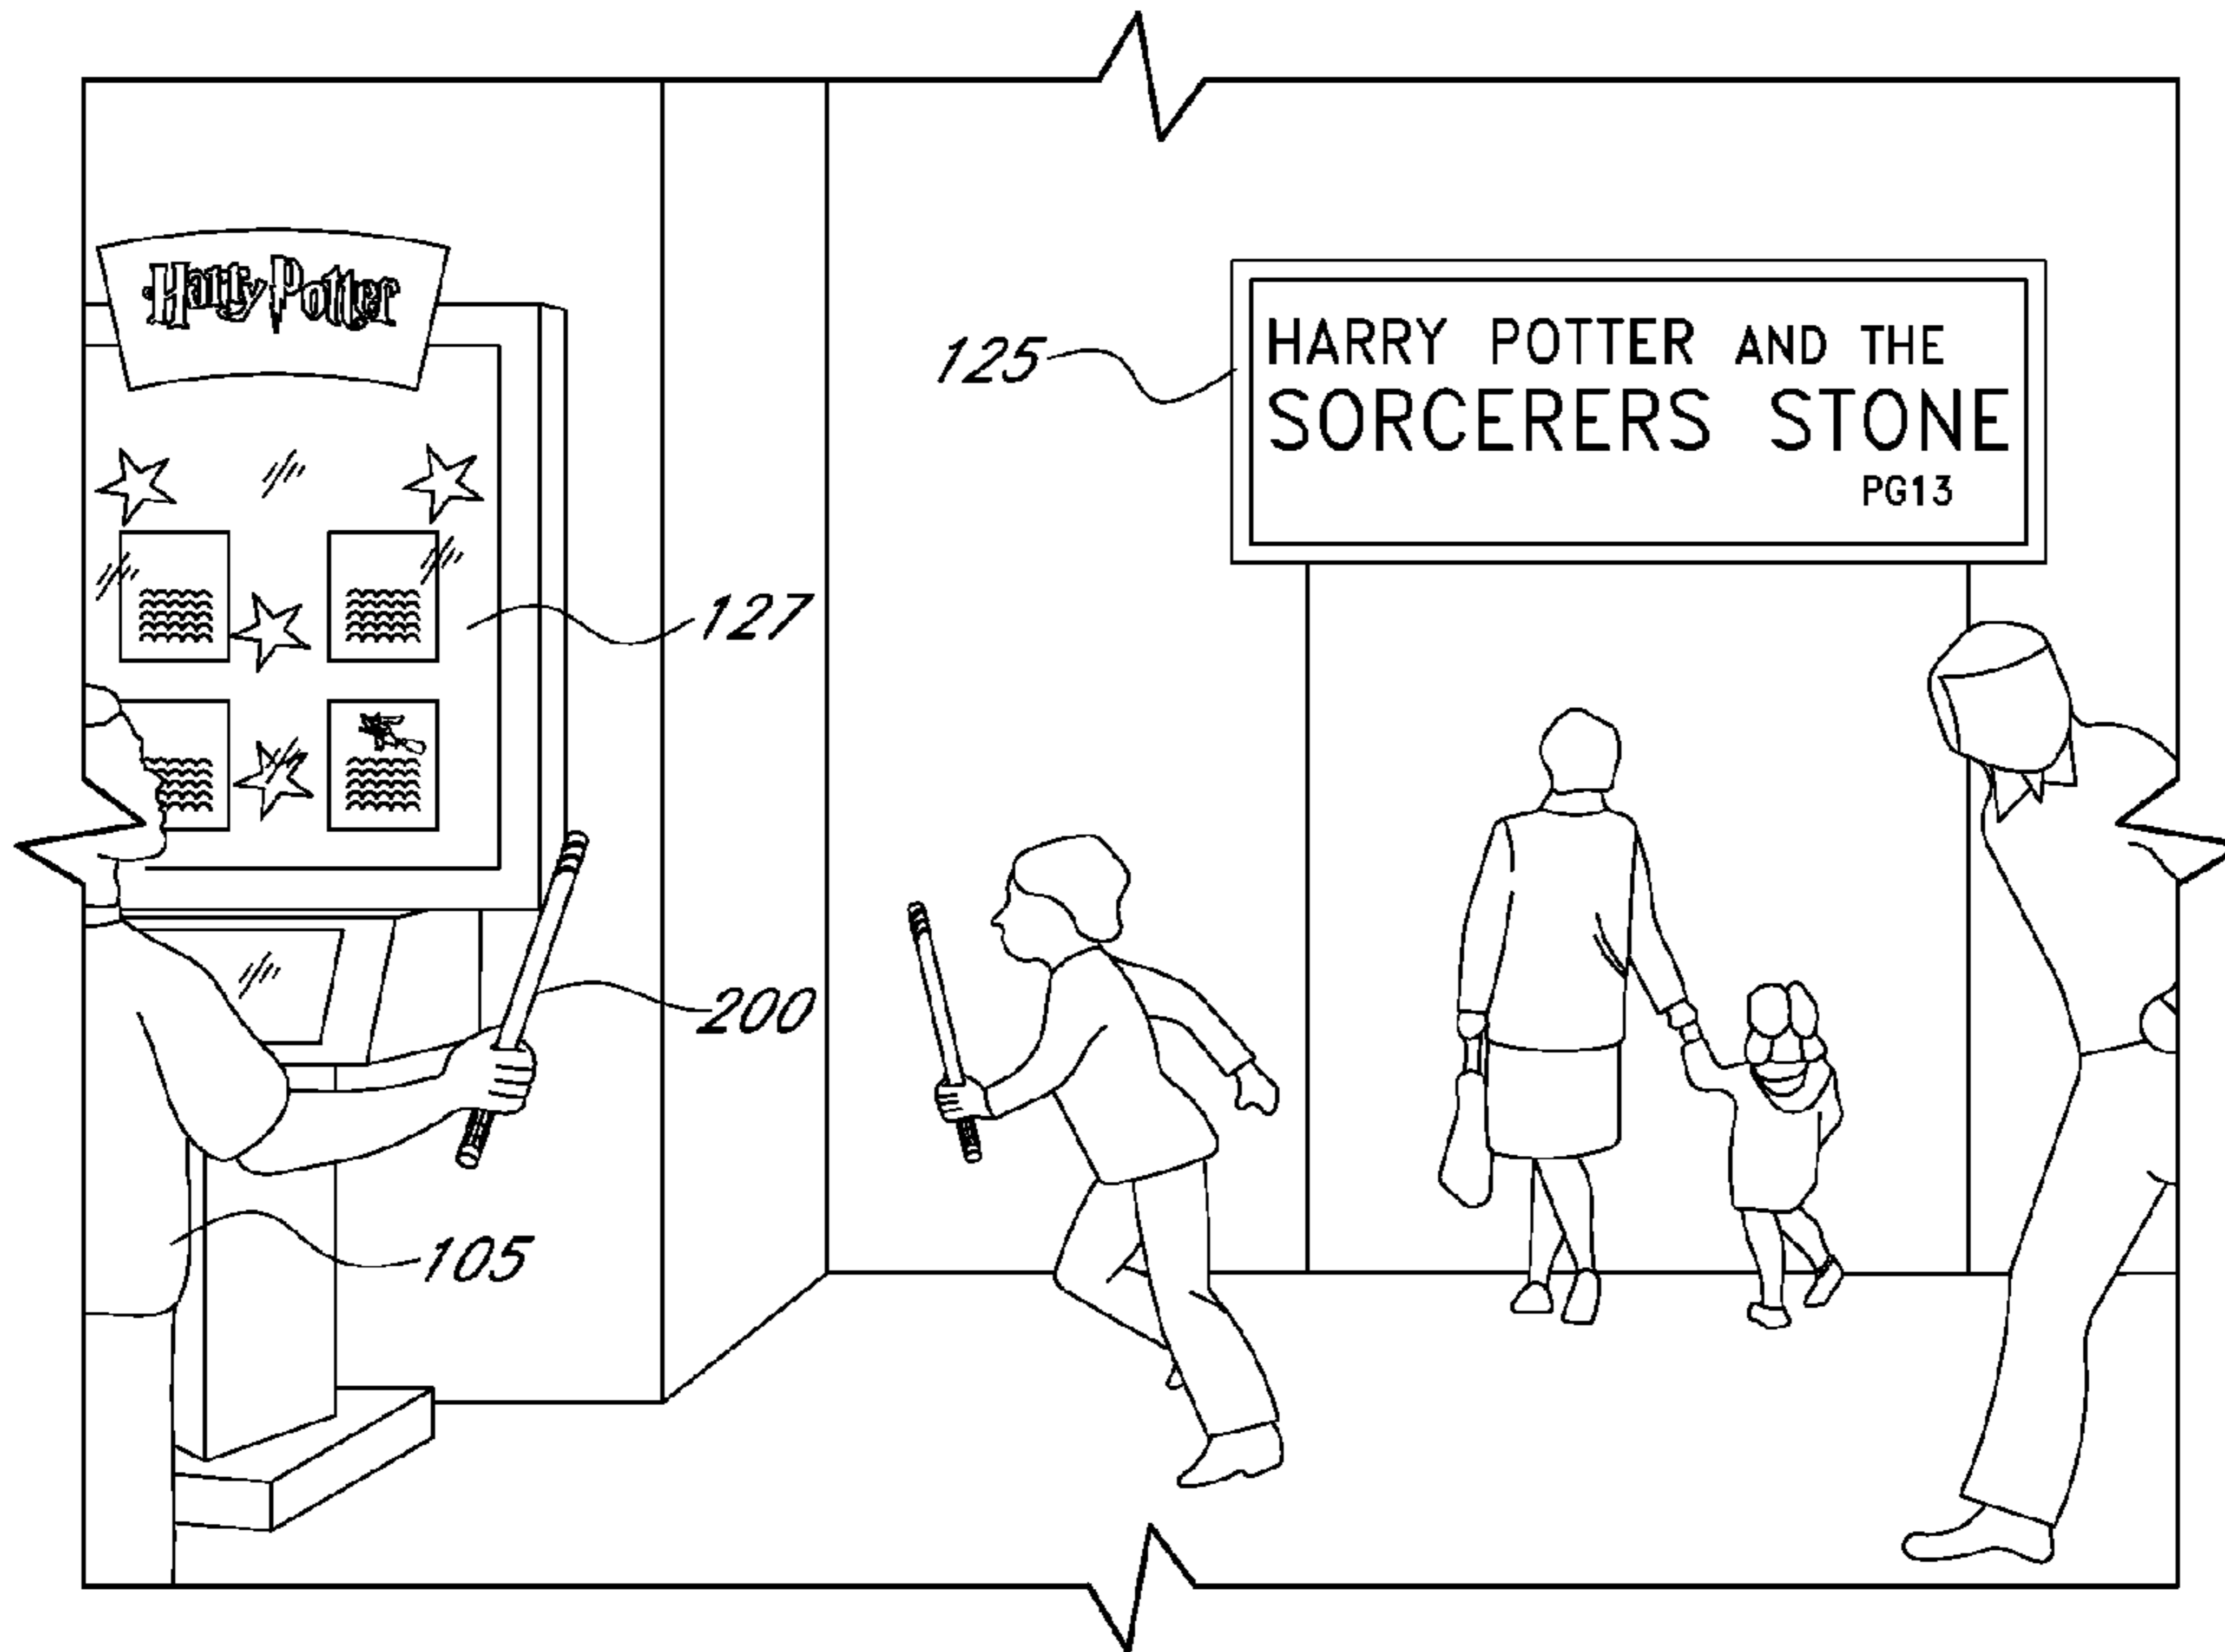 Harry Potter
125
HARRY POTTER AND THE
SORCERERS STONE
PG13
127
200
105